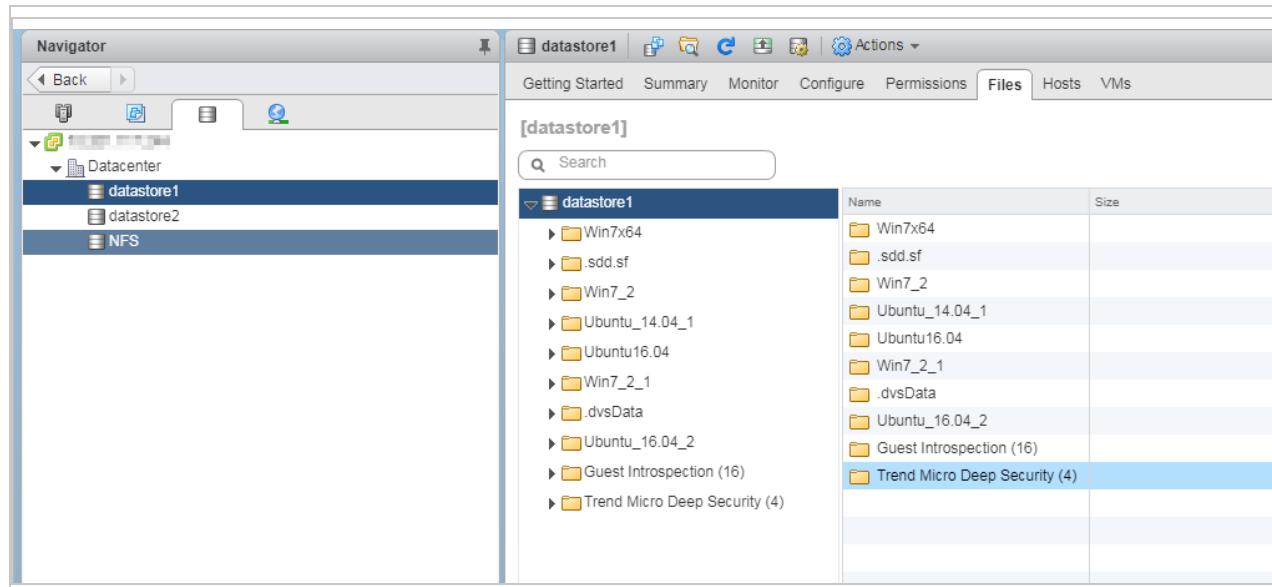 Navigator
Back
Datacenter
datastore1
datastore2
NFS
datastore1 Actions
Getting Started Summary Monitor Configure Permissions Files Hosts VMs
[datastore1]
Search
datastore1
Win7x64
.sdd.sf
Win7_2
Ubuntu_14.04_1
Ubuntu16.04
Win7_2_1
.dvsData
Ubuntu_16.04_2
Guest Introspection (16)
Trend Micro Deep Security (4)
Name Size
Win7x64
.sdd.sf
Win7_2
Ubuntu_14.04_1
Ubuntu16.04
Win7_2_1
.dvsData
Ubuntu_16.04_2
Guest Introspection (16)
Trend Micro Deep Security (4)